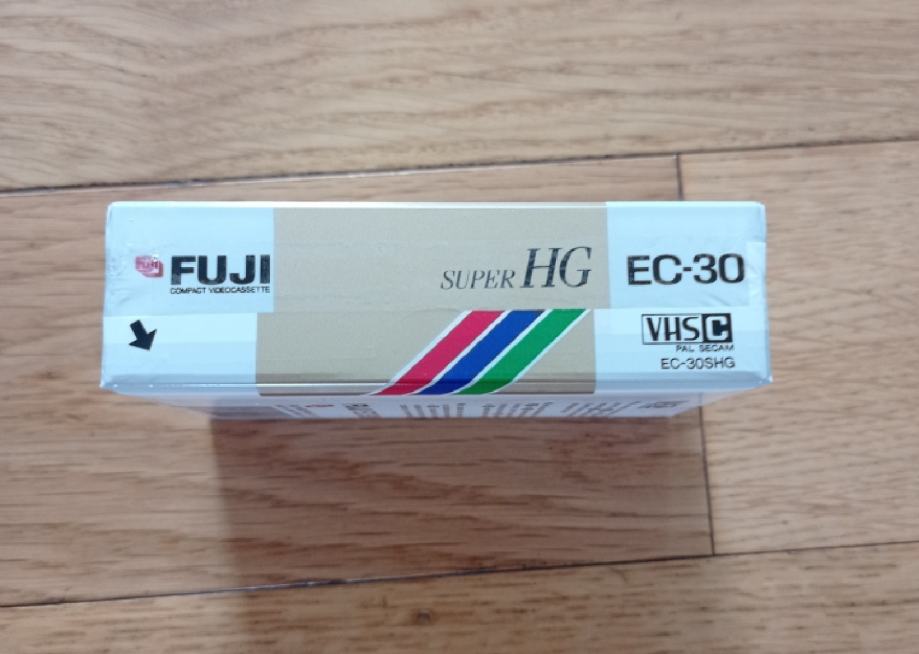 FUJI
COMPACT VIDEOCASSETTE
SUPER HG
EC-30
VHS C
PAL SECAM
EC-30SHG